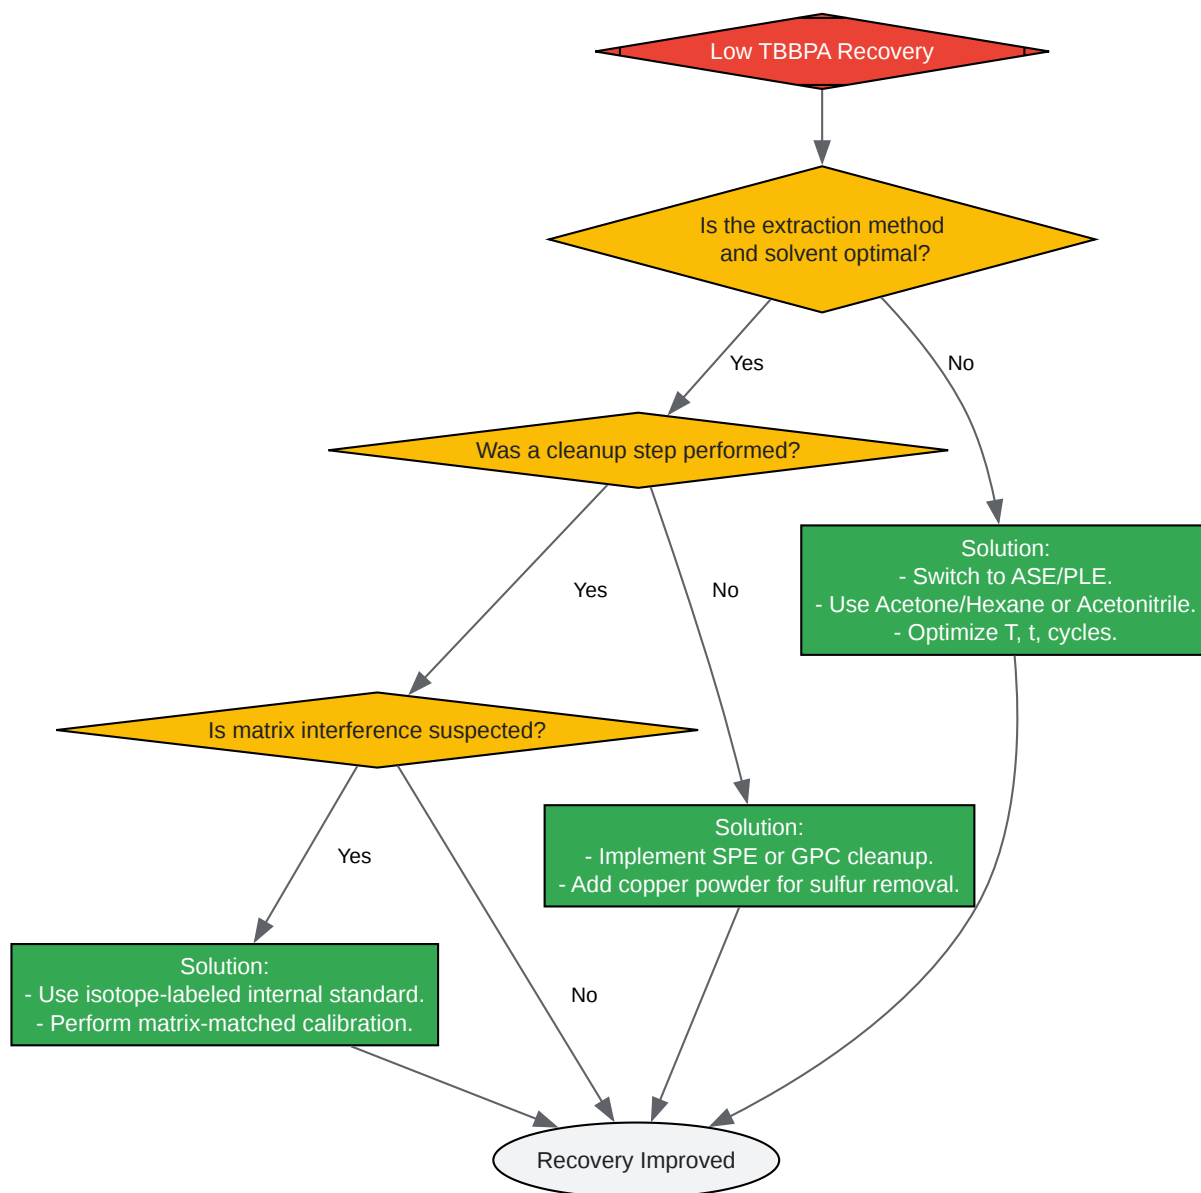 Low TBBPA Recovery
Is the extraction method
and solvent optimal?
Yes
No
Was a cleanup step performed?
Solution:
- Switch to ASE/PLE.
- Use Acetone/Hexane or Acetonitrile.
- Optimize T, t, cycles.
Yes
No
Is matrix interference suspected?
Solution:
- Implement SPE or GPC cleanup.
- Add copper powder for sulfur removal.
Yes
No
Solution:
- Use isotope-labeled internal standard.
- Perform matrix-matched calibration.
Recovery Improved